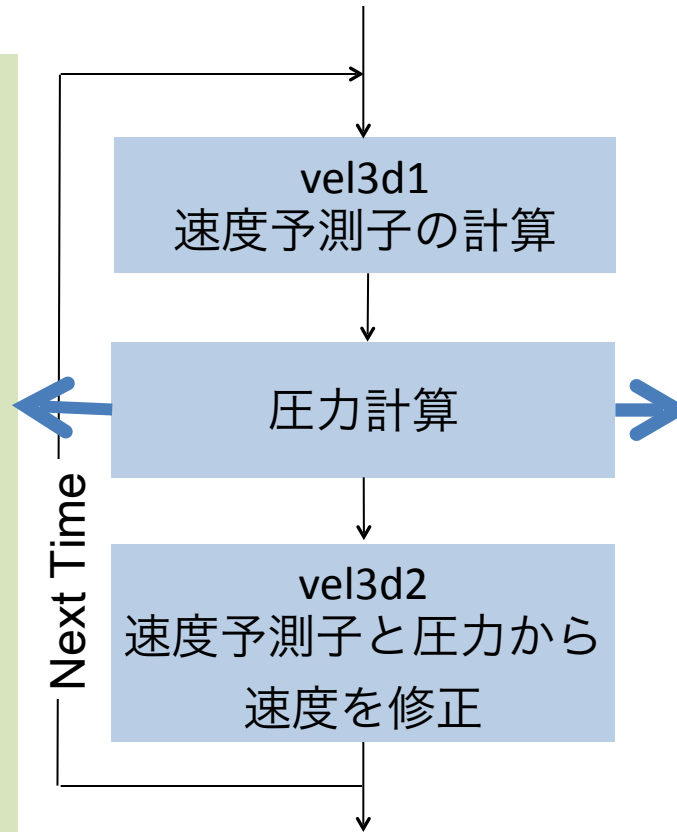 vel3d1
速度予測子の計算
圧力計算
Next Time
vel3d2
速度予測子と圧力から
速度を修正